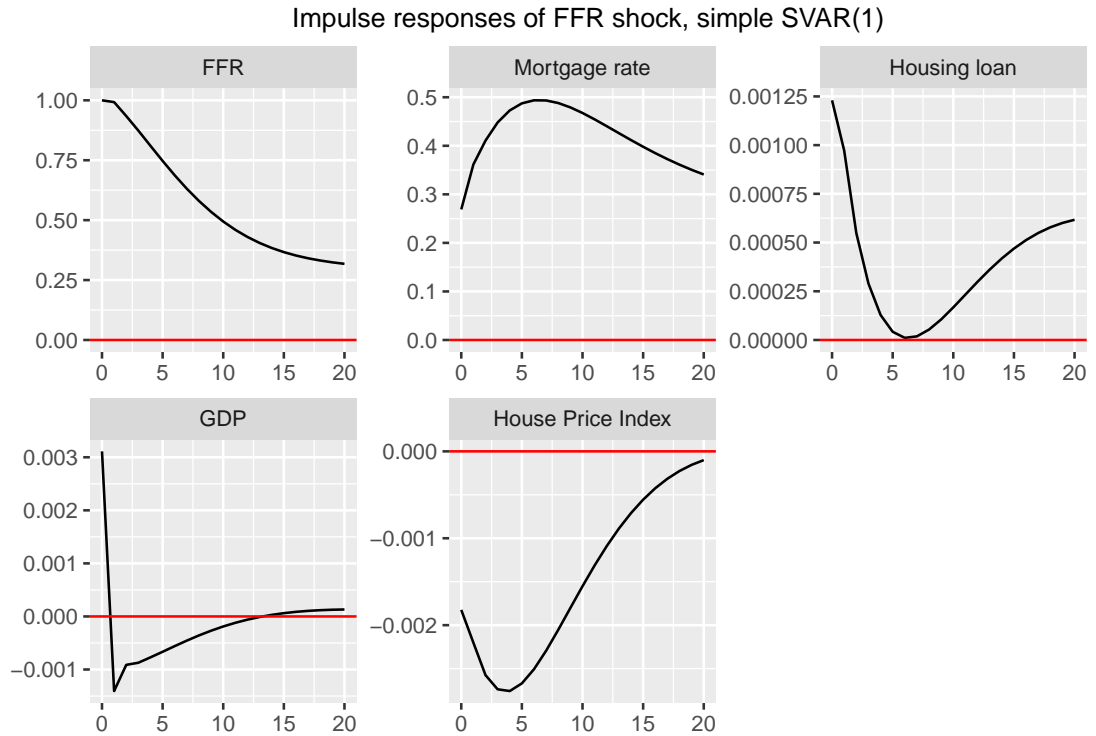 Impulse responses of FFR shock, simple SVAR(1)
FFR
Mortgage rate
Housing loan
1.00
0.75
0.50
0.25
0.00
0 5 10 15 20
0.5
0.4
0.3
0.2
0.1
0.0
0 5 10 15 20
0.00125
0.00100
0.00075
0.00050
0.00025
0.00000
0 5 10 15 20
GDP
House Price Index
0.003
0.002
0.001
0.000
−0.001
0 5 10 15 20
0.000
−0.001
−0.002
0 5 10 15 20